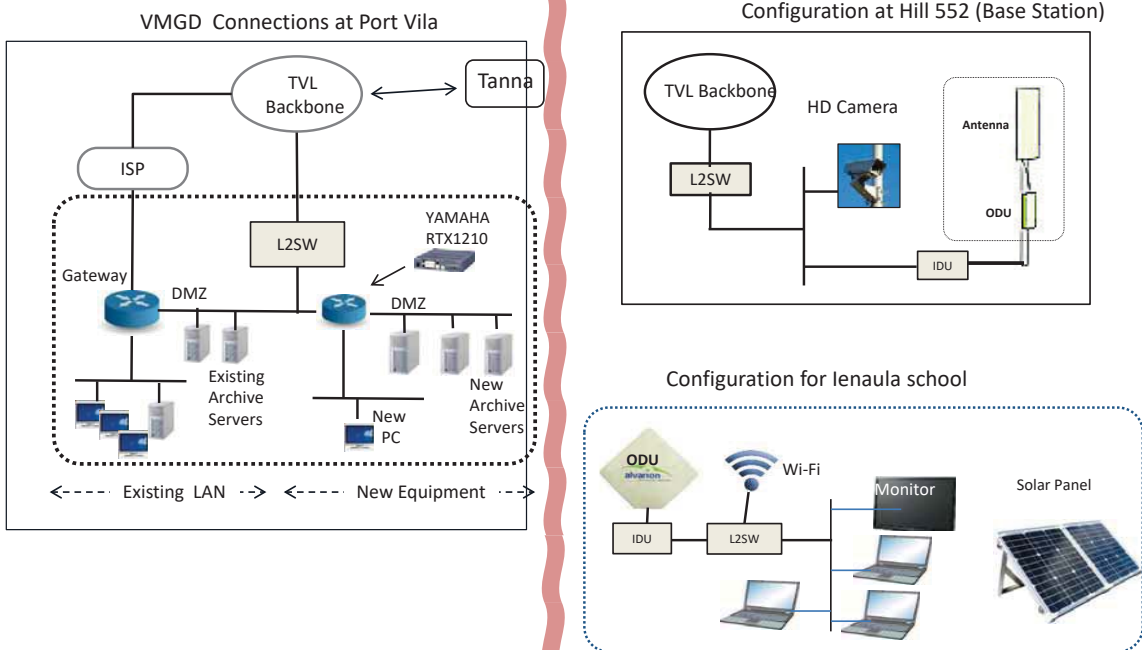 VMGD  Connections at Port Vila
TVL
Backbone
Tanna
ISP
L2SW
YAMAHA
RTX1210
Gateway
DMZ
DMZ
Existing
Archive
Servers
New
PC
New
Archive
Servers
Existing  LAN
New Equipment
Configuration at Hill 552 (Base Station)
TVL Backbone
HD Camera
Antenna
L2SW
ODU
IDU
Configuration for Ienaula school
ODU
alvarion
Wi-Fi
Monitor
Solar Panel
IDU
L2SW